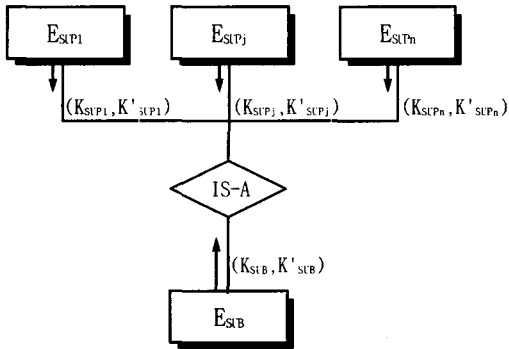 E_SUP1 E_SUPj E_SUPn
(K_SUP1,K'_SUP1) (K_SUPj,K'_SUPj) (K_SUPn,K'_SUPn)
IS-A
(K_SUB,K'_SUB)
E_SUB